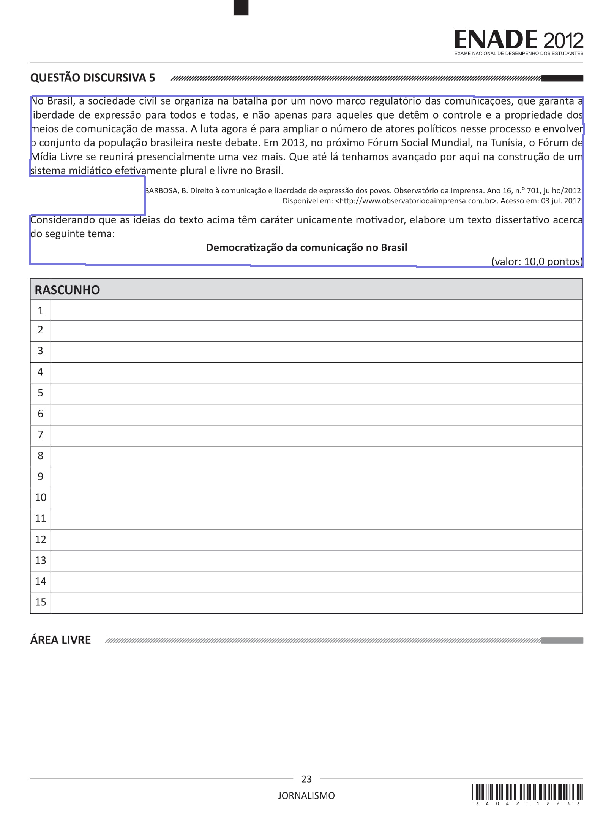 ENADE 2012
EXAME NACIONAL DE DESEMPENHO DOS ESTUDANTES
QUESTÃO DISCURSIVA 5
No Brasil, a sociedade civil se organiza na batalha por um novo marco regulatório das comunicações, que garanta a
liberdade de expressão para todos e todas, e não apenas para aqueles que detêm o controle e a propriedade dos
meios de comunicação de massa. A luta agora é para ampliar o número de atores políticos nesse processo e envolver
o conjunto da população brasileira neste debate. Em 2013, no próximo Fórum Social Mundial, na Tunísia, o Fórum de
Mídia Livre se reunirá presencialmente uma vez mais. Que até lá tenhamos avançado por aqui na construção de um
sistema midiático efetivamente plural e livre no Brasil.
BARBOSA, B. Direito à comunicação e liberdade de expressão dos povos. Observatório da Imprensa. Ano 16, n.º 701, julho/2012.
Disponível em: <http://www.observatoriodaimprensa.com.br>. Acesso em: 03 jul. 2012.
Considerando que as ideias do texto acima têm caráter unicamente motivador, elabore um texto dissertativo acerca
do seguinte tema:
Democratização da comunicação no Brasil
(valor: 10,0 pontos)
RASCUNHO
1
2
3
4
5
6
7
8
9
10
11
12
13
14
15
ÁREA LIVRE
23
JORNALISMO